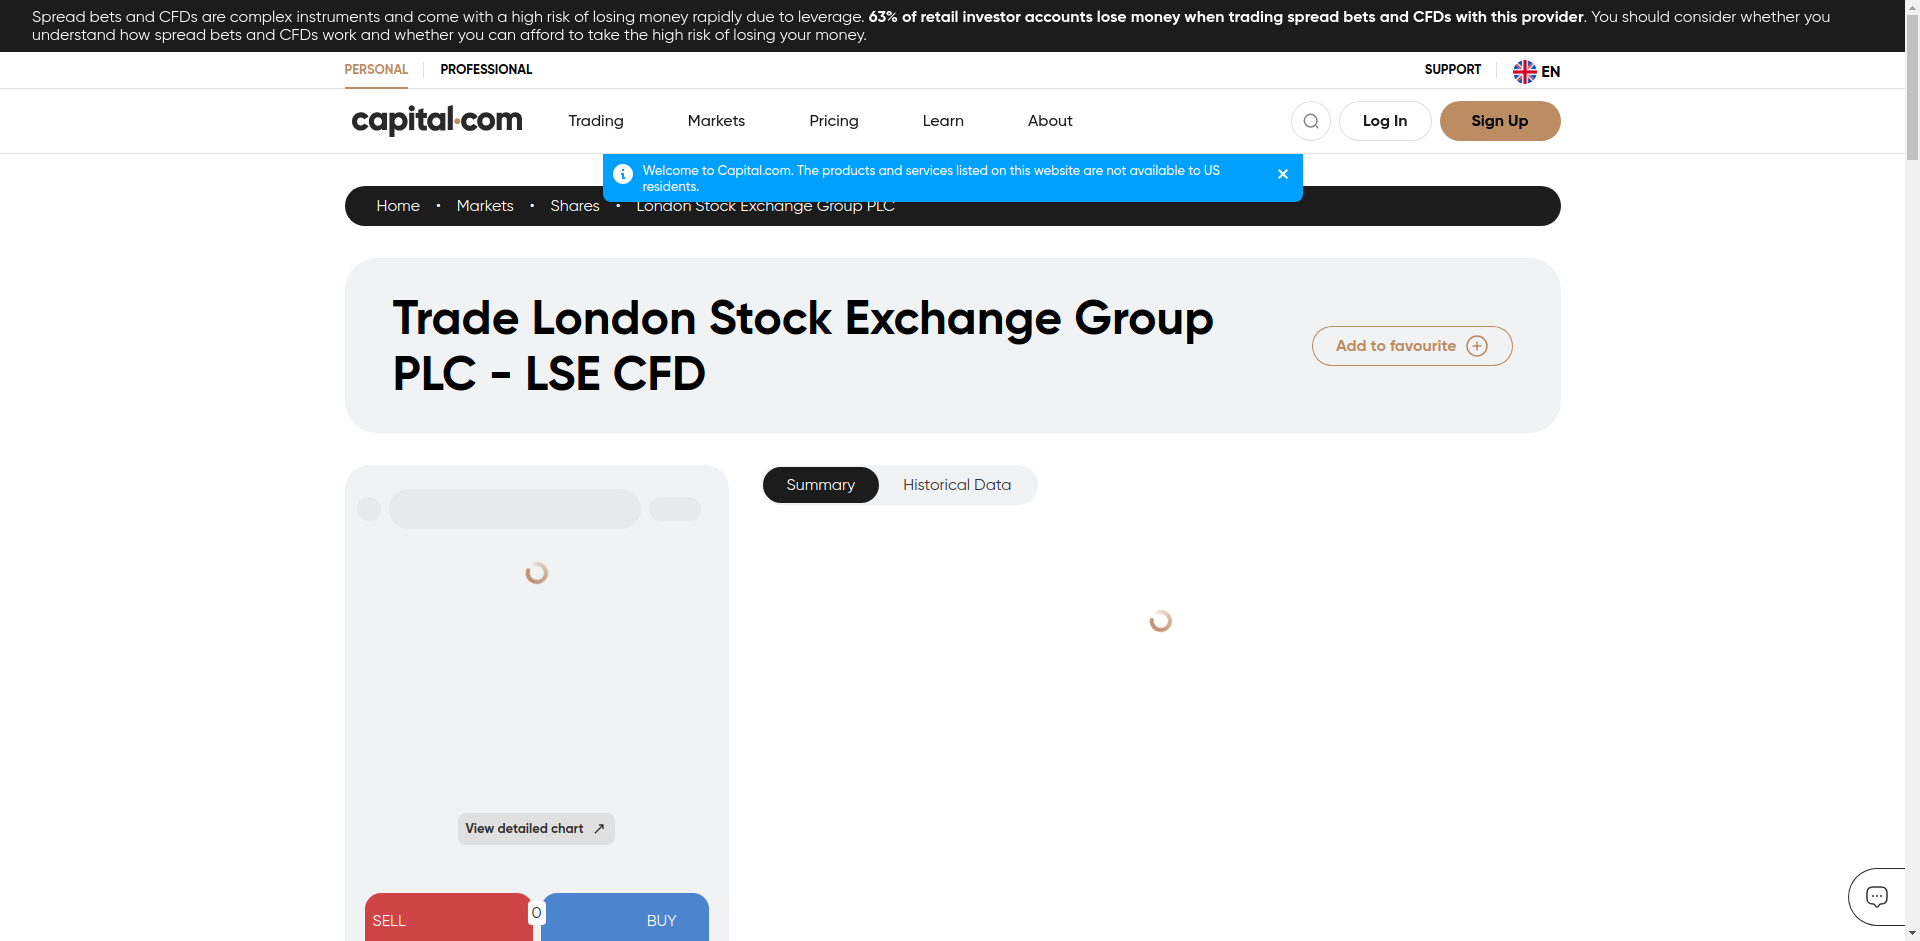 Spread bets and CFDs are complex instruments and come with a high risk of losing money rapidly due to leverage. 63% of retail investor accounts lose money when trading spread bets and CFDs with this provider. You should consider whether you
understand how spread bets and CFDs work and whether you can afford to take the high risk of losing your money.
PERSONAL PROFESSIONAL SUPPORT EN
capital.com Trading Markets Pricing Learn About Log In Sign Up
Welcome to Capital.com. The products and services listed on this website are not available to US
residents.
Home • Markets • Shares • London Stock Exchange Group PLC
Trade London Stock Exchange Group
PLC - LSE CFD
Add to favourite
Summary Historical Data
View detailed chart
SELL 0 BUY